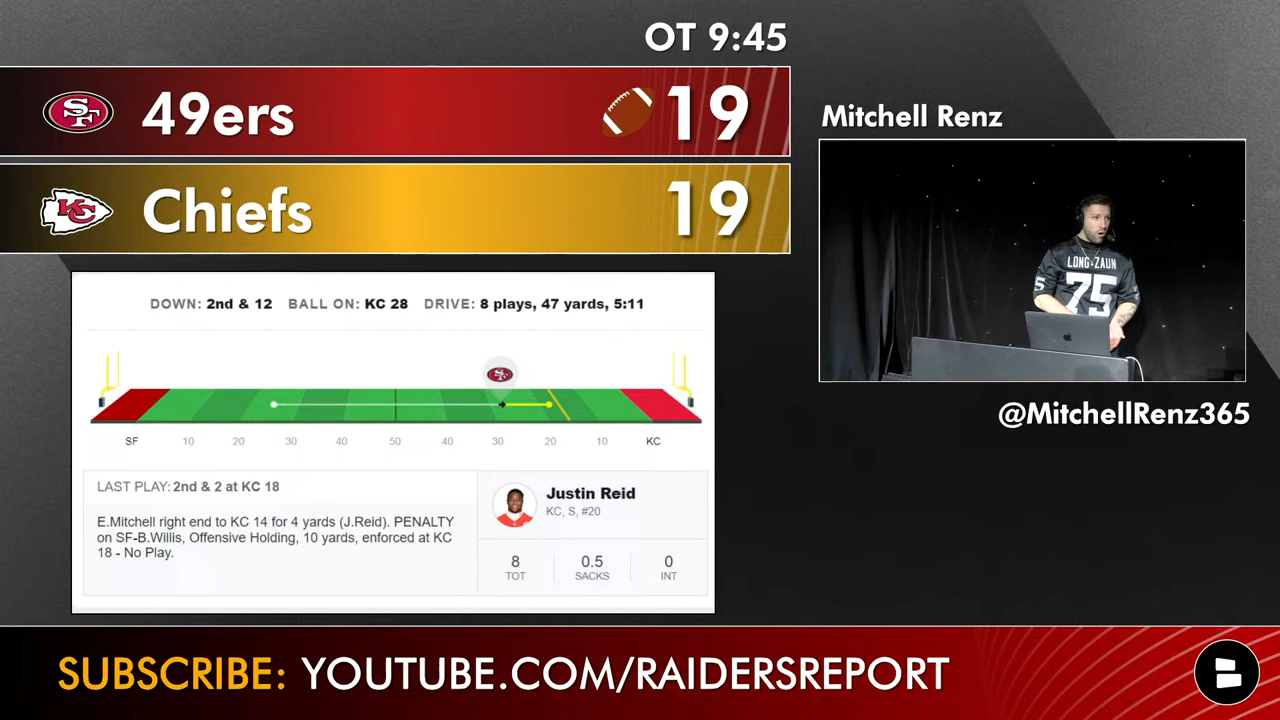 OT 9:45
SF
49ers
19
KC
Chiefs
19
Mitchell Renz
LONG-ZAUN
75
S
@MitchellRenz365
DOWN: 2nd & 12 BALL ON: KC 28 DRIVE: 8 plays, 47 yards, 5:11
SF
SF 10 20 30 40 50 40 30 20 10 KC
LAST PLAY: 2nd & 2 at KC 18
E.Mitchell right end to KC 14 for 4 yards (J.Reid). PENALTY
on SF-B.Willis, Offensive Holding, 10 yards, enforced at KC
18 - No Play.
Justin Reid
KC, S, #20
8 0.5 0
TOT SACKS INT
SUBSCRIBE: YOUTUBE.COM/RAIDERSREPORT